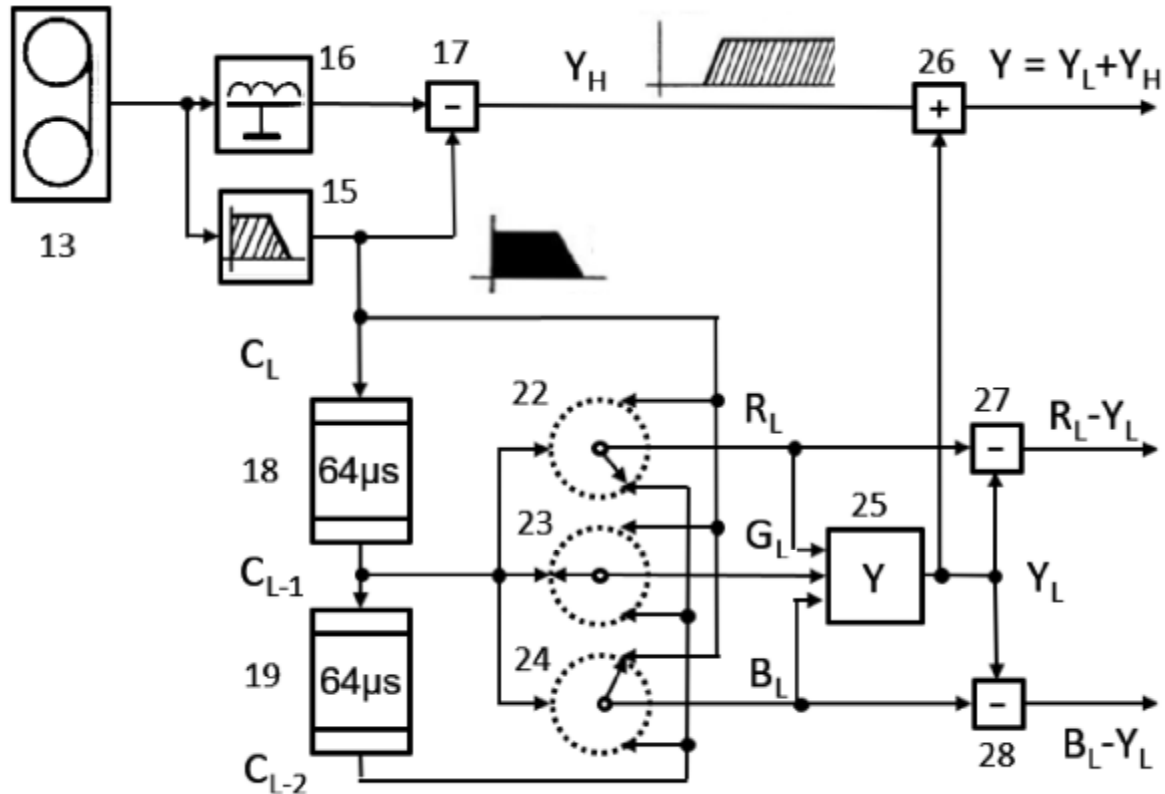 16
17
Y_H
26
Y = Y_L+Y_H
-
+
15
13
C_L
22
R_L
27
R_L-Y_L
-
18
64µs
23
G_L
25
C_L-1
Y
Y_L
19
64µs
24
B_L
-
28
B_L-Y_L
C_L-2